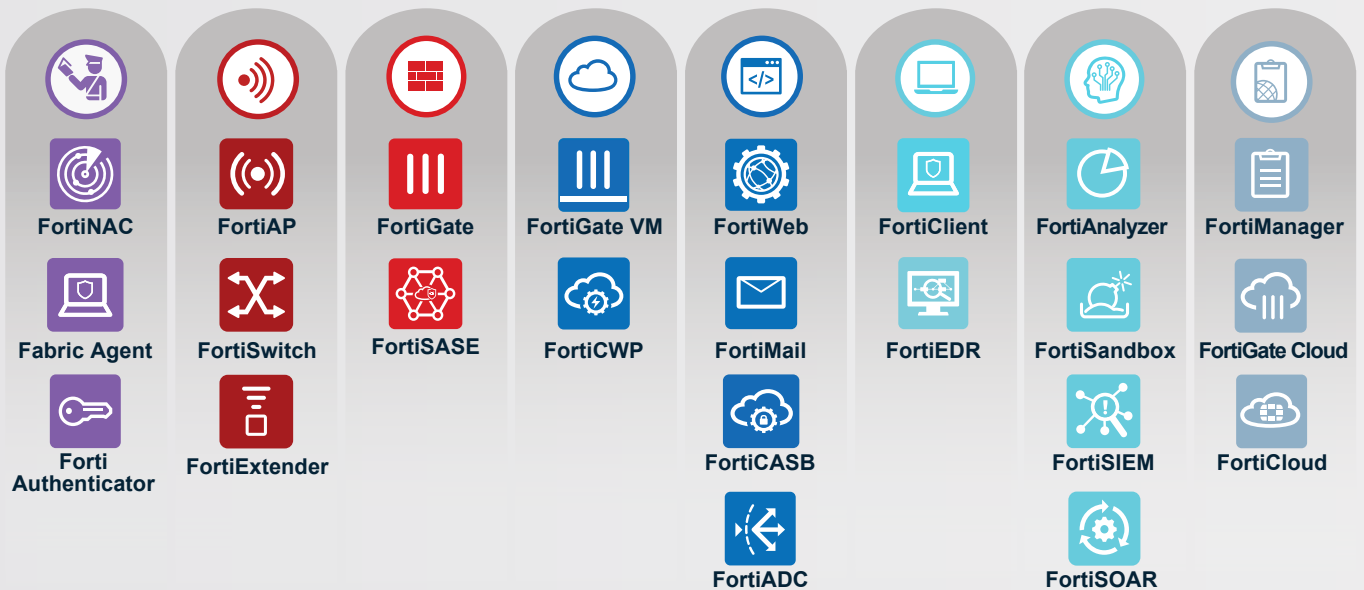 FortiNAC
Fabric Agent
Forti
Authenticator
FortiAP
FortiSwitch
FortiExtender
FortiGate
FortiSASE
FortiGate VM
FortiCWP
</>
FortiWeb
FortiMail
FortiCASB
FortiADC
FortiClient
FortiEDR
FortiAnalyzer
FortiSandbox
FortiSIEM
FortiSOAR
FortiManager
FortiGate Cloud
FortiCloud